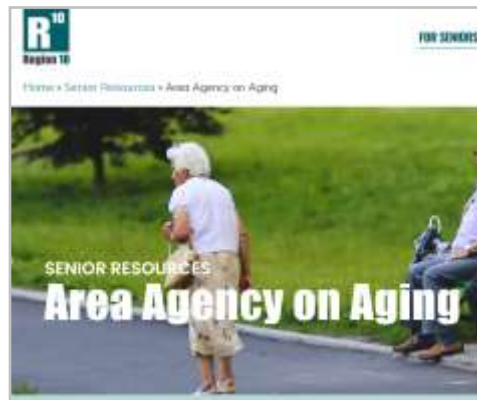 R10
Region 10
FOR SENIORS
Home » Senior Resources » Area Agency on Aging
SENIOR RESOURCES
Area Agency on Aging